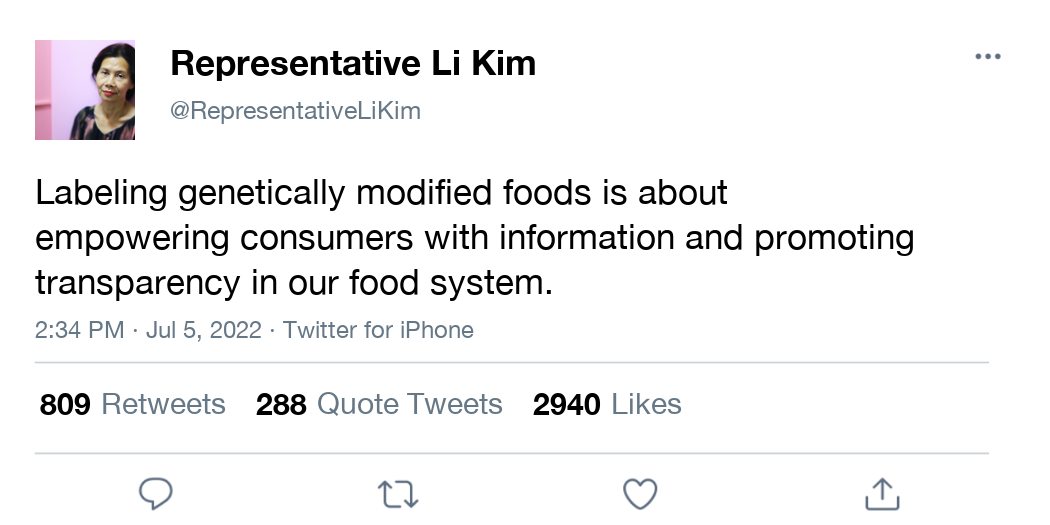 Representative Li Kim
@RepresentativeLiKim
Labeling genetically modified foods is about
empowering consumers with information and promoting
transparency in our food system.
2:34 PM · Jul 5, 2022 · Twitter for iPhone
809 Retweets 288 Quote Tweets 2940 Likes